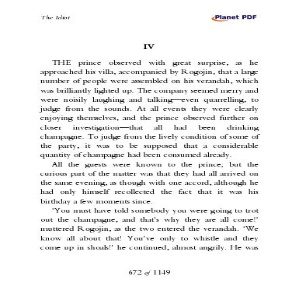 The Idiot
Planet PDF
IV
THE prince observed with great surprise, as he
approached his villa, accompanied by Rogojin, that a large
number of people were assembled on his verandah, which
was brilliantly lighted up. The company seemed merry and
were noisily laughing and talking—even quarrelling, to
judge from the sounds. At all events they were clearly
enjoying themselves, and the prince observed further on
closer investigation—that all had been drinking
champagne. To judge from the lively condition of some of
the party, it was to be supposed that a considerable
quantity of champagne had been consumed already.
All the guests were known to the prince; but the
curious part of the matter was that they had all arrived on
the same evening, as though with one accord, although he
had only himself recollected the fact that it was his
birthday a few moments since.
'You must have told somebody you were going to trot
out the champagne, and that's why they are all come!'
muttered Rogojin, as the two entered the verandah. 'We
know all about that! You've only to whistle and they
come up in shoals!' he continued, almost angrily. He was
672 of 1149